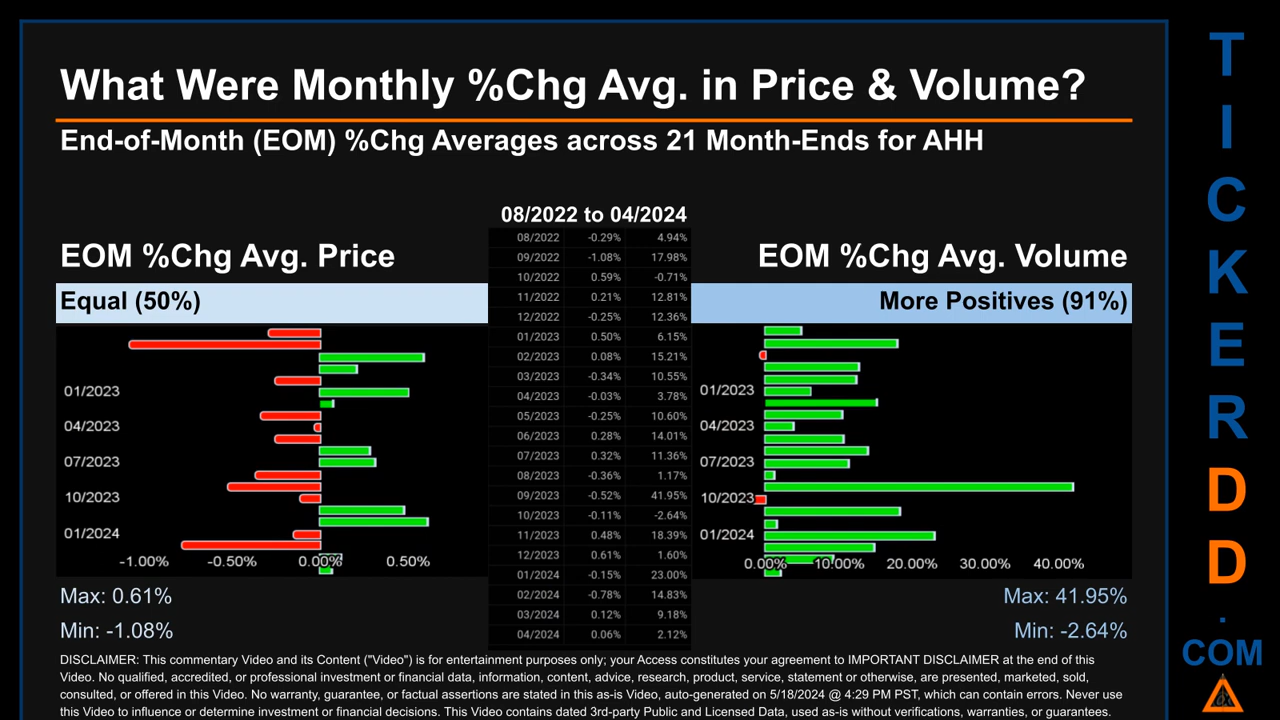 What Were Monthly %Chg Avg. in Price & Volume?
End-of-Month (EOM) %Chg Averages across 21 Month-Ends for AHH
08/2022 to 04/2024
EOM %Chg Avg. Price
EOM %Chg Avg. Volume
Equal (50%)
More Positives (91%)
08/2022 -0.29% 4.94%
09/2022 -1.08% 17.98%
10/2022 0.59% -0.71%
11/2022 0.21% 12.81%
12/2022 -0.25% 12.36%
01/2023 0.50% 6.15%
02/2023 0.08% 15.21%
03/2023 -0.34% 10.55%
04/2023 -0.03% 3.78%
05/2023 -0.25% 10.60%
06/2023 0.28% 14.01%
07/2023 0.32% 11.36%
08/2023 -0.36% 1.17%
09/2023 -0.52% 41.95%
10/2023 -0.11% -2.64%
11/2023 0.48% 18.39%
12/2023 0.61% 1.60%
01/2024 -0.15% 23.00%
02/2024 -0.78% 14.83%
03/2024 0.12% 9.18%
04/2024 0.06% 2.12%
01/2023
04/2023
07/2023
10/2023
01/2024
-1.00% -0.50% 0.00% 0.50%
01/2023
04/2023
07/2023
10/2023
01/2024
0.00% 10.00% 20.00% 30.00% 40.00%
Max: 0.61%
Min: -1.08%
Max: 41.95%
Min: -2.64%
DISCLAIMER: This commentary Video and its Content ("Video") is for entertainment purposes only; your Access constitutes your agreement to IMPORTANT DISCLAIMER at the end of this
Video. No qualified, accredited, or professional investment or financial data, information, content, advice, research, product, service, statement or otherwise, are presented, marketed, sold,
consulted, or offered in this Video. No warranty, guarantee, or factual assertions are stated in this as-is Video, auto-generated on 5/18/2024 @ 4:29 PM PST, which can contain errors. Never use
this Video to influence or determine investment or financial decisions. This Video contains dated 3rd-party Public and Licensed Data, used as-is without verifications, warranties, or guarantees.
T
I
C
K
E
R
D
D
.
COM